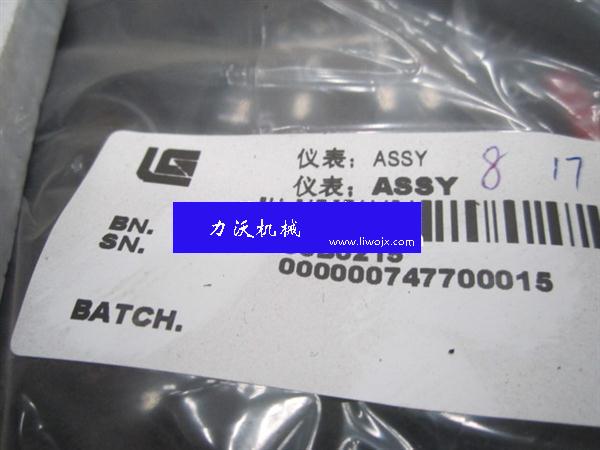 LG
仪表；ASSY
仪表；ASSY
8 17
BN.
SN.
力沃机械
www.liwojx.com
000000747700015
BATCH.